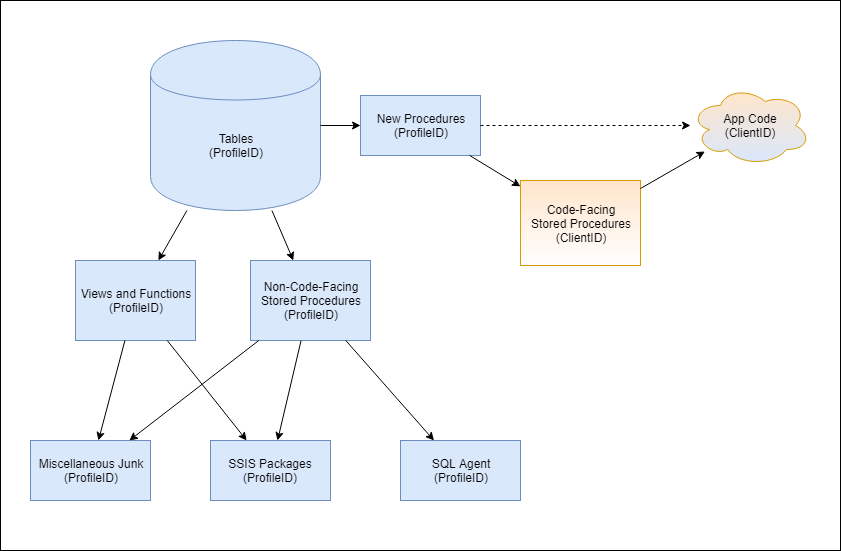 Tables
(ProfileID)
New Procedures
(ProfileID)
App Code
(ClientID)
Code-Facing
Stored Procedures
(ClientID)
Views and Functions
(ProfileID)
Non-Code-Facing
Stored Procedures
(ProfileID)
Miscellaneous Junk
(ProfileID)
SSIS Packages
(ProfileID)
SQL Agent
(ProfileID)